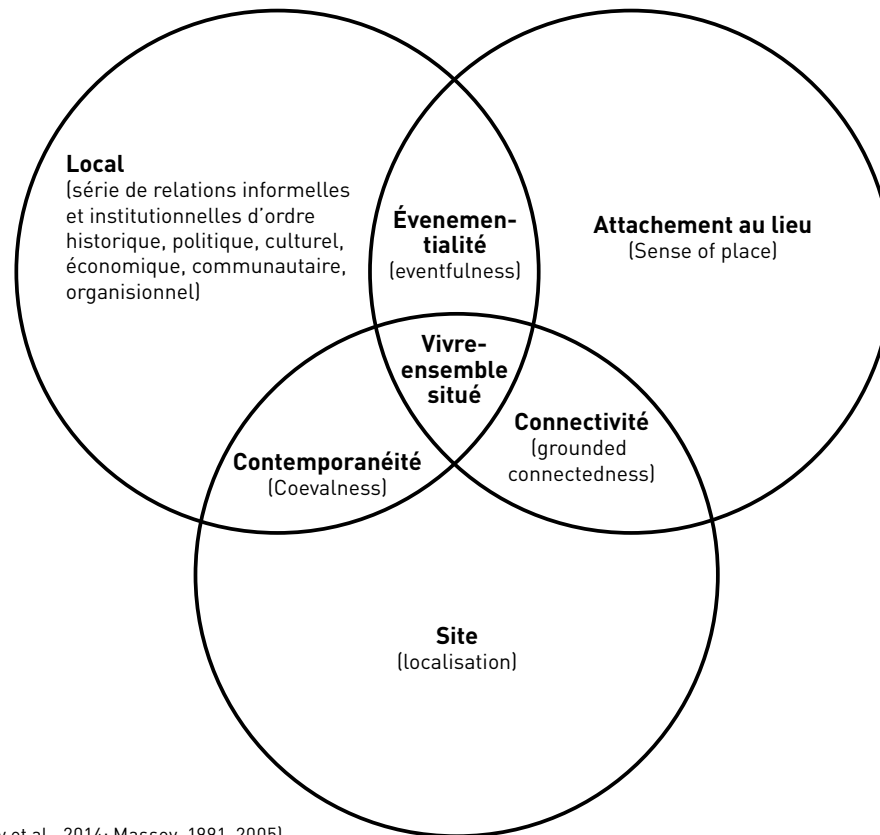 Local
(série de relations informelles
et institutionnelles d'ordre
historique, politique, culturel,
économique, communautaire,
organisionnel)
Évenemen-
tialité
(eventfulness)
Attachement au lieu
(Sense of place)
Vivre-
ensemble
situé
Connectivité
(grounded
connectedness)
Contemporanéité
(Coevalness)
Site
(localisation)
et al., 2014; Massey, 1991, 2005)